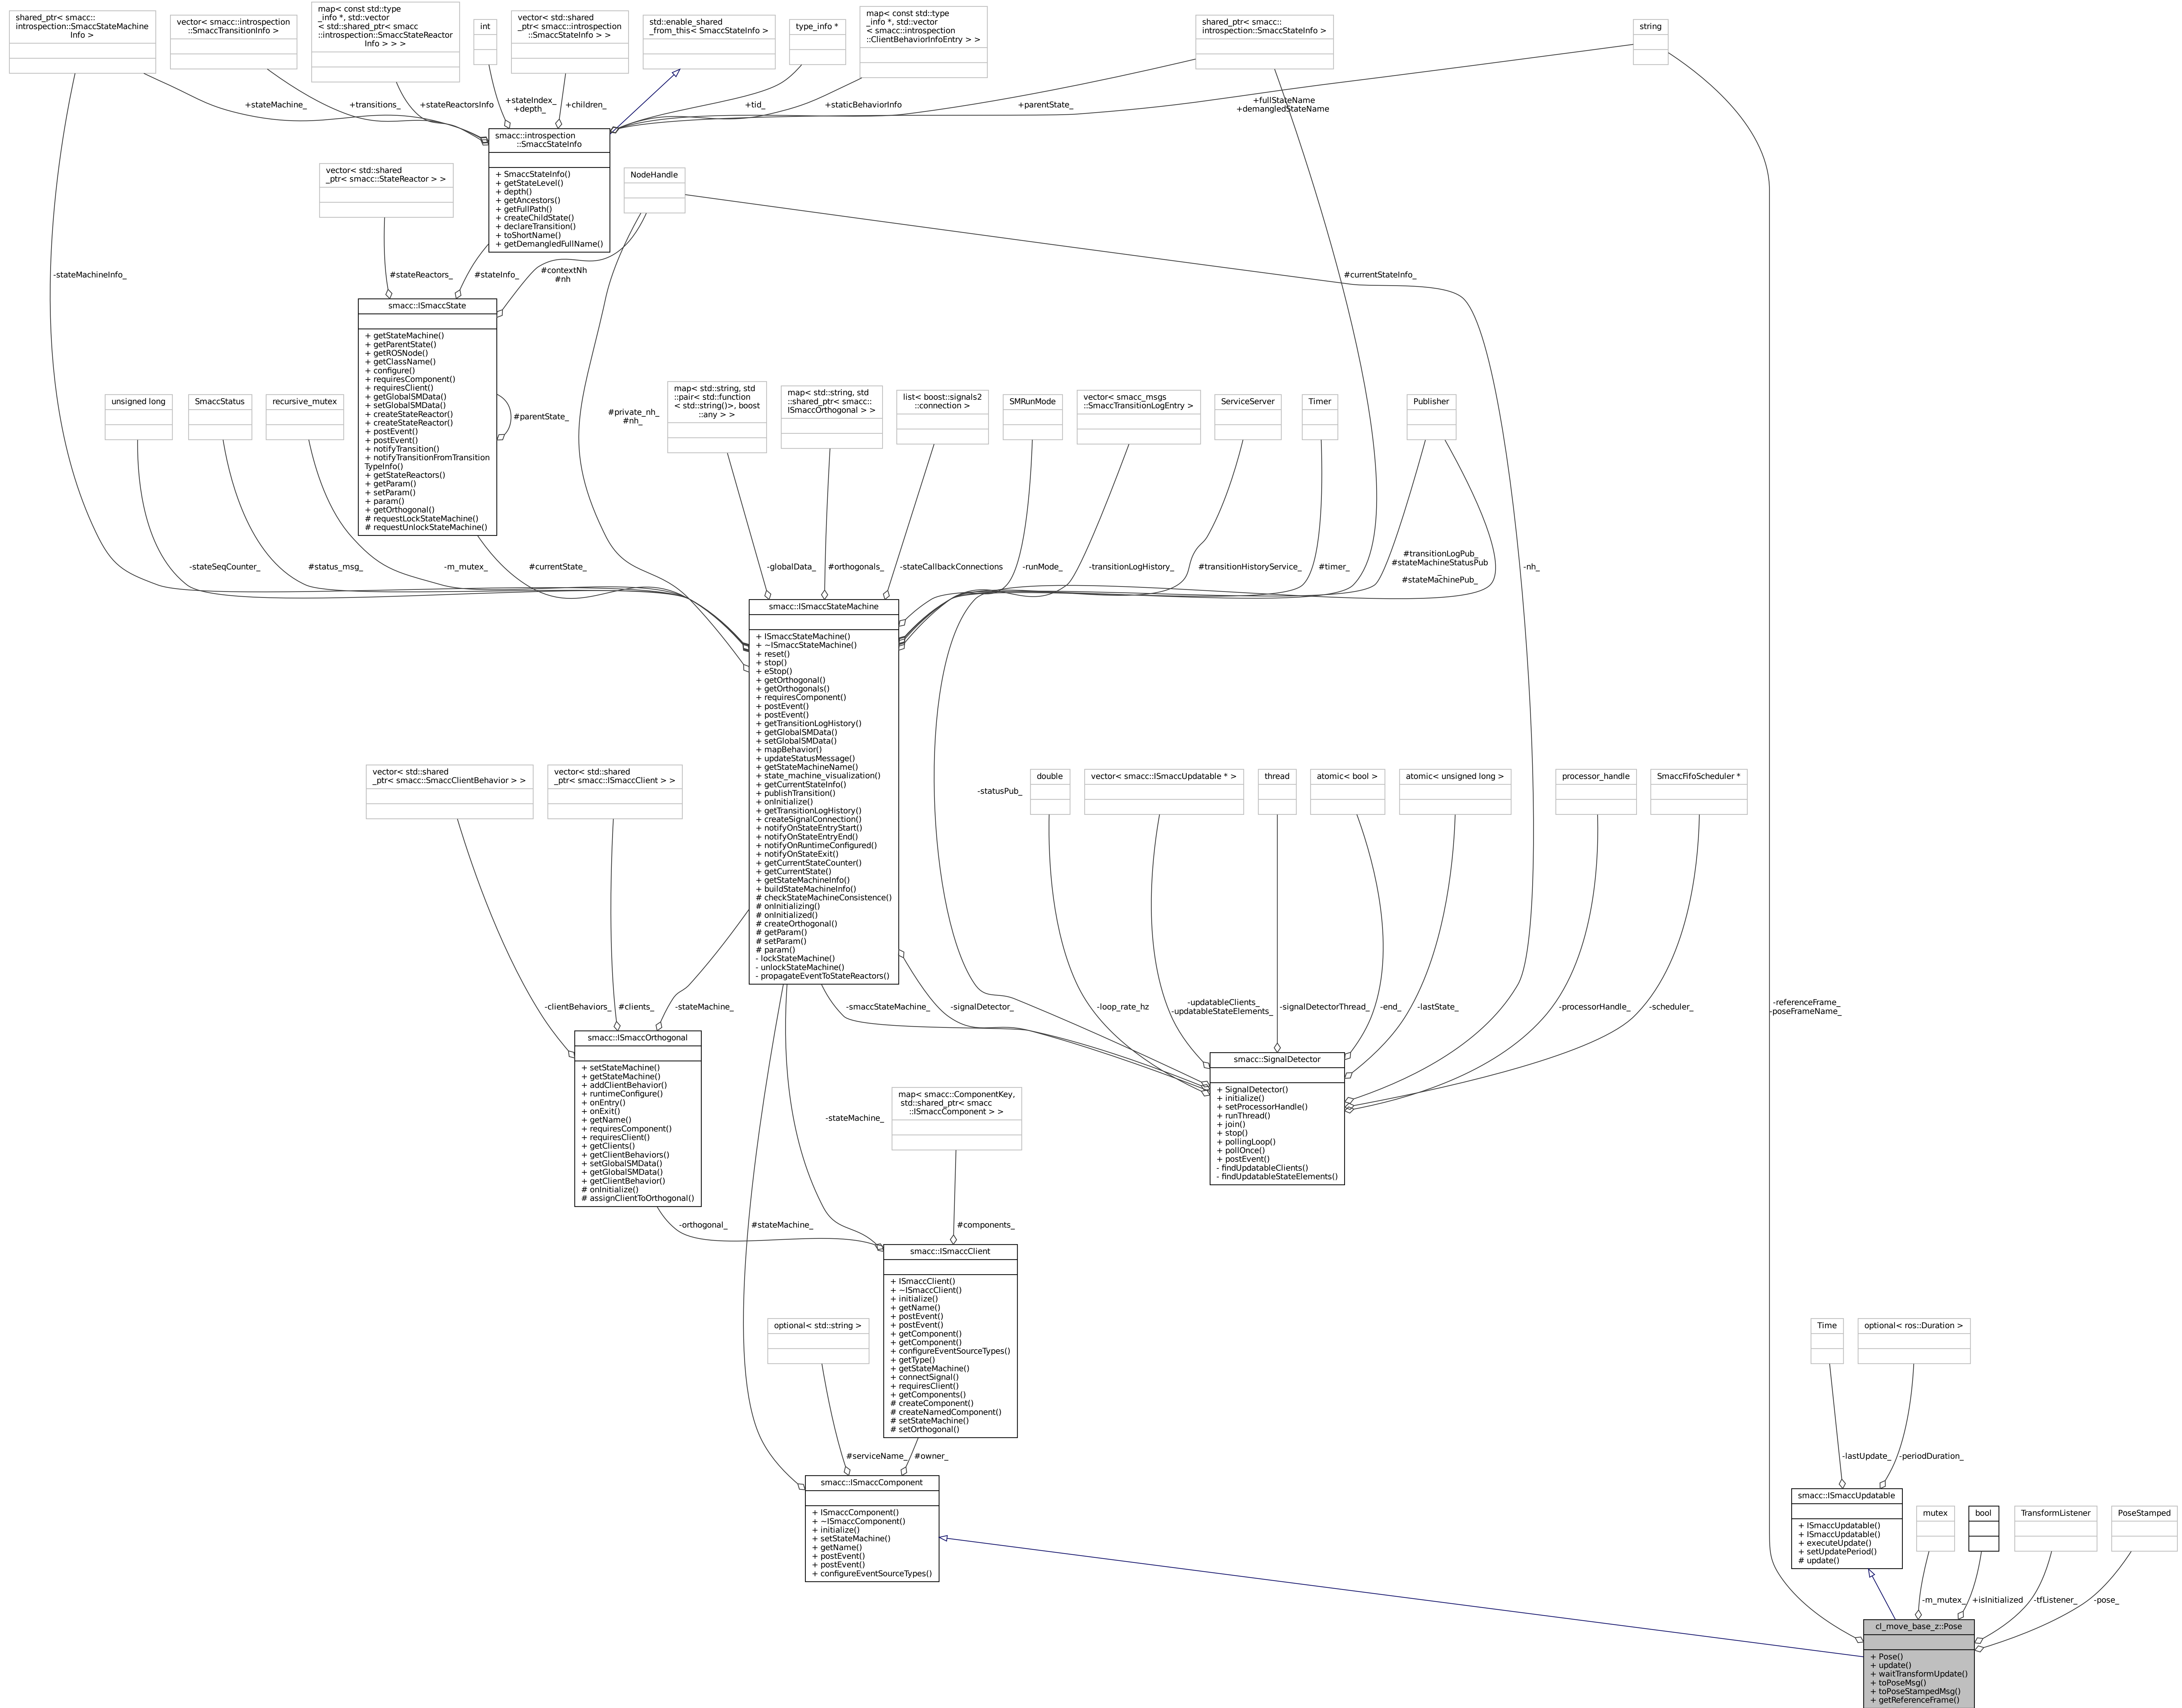 shared_ptr< smacc::
introspection::SmaccStateMachine
Info >
vector< smacc::introspection
::SmaccTransitionInfo >
map< const std::type
_info *, std::vector
< std::shared_ptr< smacc
::introspection::SmaccStateReactor
Info > > >
int
vector< std::shared
_ptr< smacc::introspection
::SmaccStateInfo > >
std::enable_shared
_from_this< SmaccStateInfo >
type_info *
map< const std::type
_info *, std::vector
< smacc::introspection
::ClientBehaviorInfoEntry > >
shared_ptr< smacc::
introspection::SmaccStateInfo >
string
+stateMachine_
+transitions_
+stateReactorsInfo
+stateIndex_
+depth_
+children_
+tid_
+staticBehaviorInfo
+parentState_
+fullStateName
+demangledStateName
smacc::introspection
::SmaccStateInfo
+ SmaccStateInfo()
+ getStateLevel()
+ depth()
+ getAncestors()
+ getFullPath()
+ createChildState()
+ declareTransition()
+ toShortName()
+ getDemangledFullName()
vector< std::shared
_ptr< smacc::StateReactor > >
NodeHandle
-stateMachineInfo_
#stateReactors_
#stateInfo_
#contextNh
#nh
#currentStateInfo_
smacc::ISmaccState
+ getStateMachine()
+ getParentState()
+ getROSNode()
+ getClassName()
+ configure()
+ requiresComponent()
+ requiresClient()
+ getGlobalSMData()
+ setGlobalSMData()
+ createStateReactor()
+ createStateReactor()
+ postEvent()
+ postEvent()
+ notifyTransition()
+ notifyTransitionFromTransition
TypeInfo()
+ getStateReactors()
+ getParam()
+ setParam()
+ param()
+ getOrthogonal()
# requestLockStateMachine()
# requestUnlockStateMachine()
#parentState_
#private_nh_
#nh_
unsigned long
SmaccStatus
recursive_mutex
map< std::string, std
::pair< std::function
< std::string()>, boost
::any > >
map< std::string, std
::shared_ptr< smacc::
ISmaccOrthogonal > >
list< boost::signals2
::connection >
SMRunMode
vector< smacc_msgs
::SmaccTransitionLogEntry >
ServiceServer
Timer
Publisher
-stateSeqCounter_
#status_msg_
-m_mutex_
#currentState_
-globalData_
#orthogonals_
-stateCallbackConnections
-runMode_
-transitionLogHistory_
#transitionHistoryService_
#timer_
#transitionLogPub_
#stateMachineStatusPub
_
#stateMachinePub_
-nh_
smacc::ISmaccStateMachine
+ ISmaccStateMachine()
+ ~ISmaccStateMachine()
+ reset()
+ stop()
+ eStop()
+ getOrthogonal()
+ getOrthogonals()
+ requiresComponent()
+ postEvent()
+ postEvent()
+ getTransitionLogHistory()
+ getGlobalSMData()
+ setGlobalSMData()
+ mapBehavior()
+ updateStatusMessage()
+ getStateMachineName()
+ state_machine_visualization()
+ getCurrentStateInfo()
+ publishTransition()
+ onInitialize()
+ getTransitionLogHistory()
+ createSignalConnection()
+ notifyOnStateEntryStart()
+ notifyOnStateEntryEnd()
+ notifyOnRuntimeConfigured()
+ notifyOnStateExit()
+ getCurrentStateCounter()
+ getCurrentState()
+ getStateMachineInfo()
+ buildStateMachineInfo()
# checkStateMachineConsistence()
# onInitializing()
# onInitialized()
# createOrthogonal()
# getParam()
# setParam()
# param()
- lockStateMachine()
- unlockStateMachine()
- propagateEventToStateReactors()
vector< std::shared
_ptr< smacc::SmaccClientBehavior > >
vector< std::shared
_ptr< smacc::ISmaccClient > >
-statusPub_
double
vector< smacc::ISmaccUpdatable * >
thread
atomic< bool >
atomic< unsigned long >
processor_handle
SmaccFifoScheduler *
-clientBehaviors_
#clients_
-stateMachine_
-smaccStateMachine_
-signalDetector_
-loop_rate_hz
-updatableClients_
-updatableStateElements_
-signalDetectorThread_
-end_
-lastState_
-processorHandle_
-scheduler_
-referenceFrame_
-poseFrameName_
smacc::ISmaccOrthogonal
+ setStateMachine()
+ getStateMachine()
+ addClientBehavior()
+ runtimeConfigure()
+ onEntry()
+ onExit()
+ getName()
+ requiresComponent()
+ requiresClient()
+ getClients()
+ getClientBehaviors()
+ setGlobalSMData()
+ getGlobalSMData()
+ getClientBehavior()
# onInitialize()
# assignClientToOrthogonal()
smacc::SignalDetector
+ SignalDetector()
+ initialize()
+ setProcessorHandle()
+ runThread()
+ join()
+ stop()
+ pollingLoop()
+ pollOnce()
+ postEvent()
- findUpdatableClients()
- findUpdatableStateElements()
-stateMachine_
map< smacc::ComponentKey,
std::shared_ptr< smacc
::ISmaccComponent > >
-orthogonal_
#stateMachine_
#components_
smacc::ISmaccClient
+ ISmaccClient()
+ ~ISmaccClient()
+ initialize()
+ getName()
+ postEvent()
+ postEvent()
+ getComponent()
+ getComponent()
+ configureEventSourceTypes()
+ getType()
+ getStateMachine()
+ connectSignal()
+ requiresClient()
+ getComponents()
# createComponent()
# createNamedComponent()
# setStateMachine()
# setOrthogonal()
optional< std::string >
Time
optional< ros::Duration >
#serviceName_
#owner_
-lastUpdate_
-periodDuration_
smacc::ISmaccComponent
+ ISmaccComponent()
+ ~ISmaccComponent()
+ initialize()
+ setStateMachine()
+ getName()
+ postEvent()
+ postEvent()
+ configureEventSourceTypes()
smacc::ISmaccUpdatable
+ ISmaccUpdatable()
+ ISmaccUpdatable()
+ executeUpdate()
+ setUpdatePeriod()
# update()
mutex
bool
TransformListener
PoseStamped
-m_mutex_
+isInitialized
-tfListener_
-pose_
cl_move_base_z::Pose
+ Pose()
+ update()
+ waitTransformUpdate()
+ toPoseMsg()
+ toPoseStampedMsg()
+ getReferenceFrame()